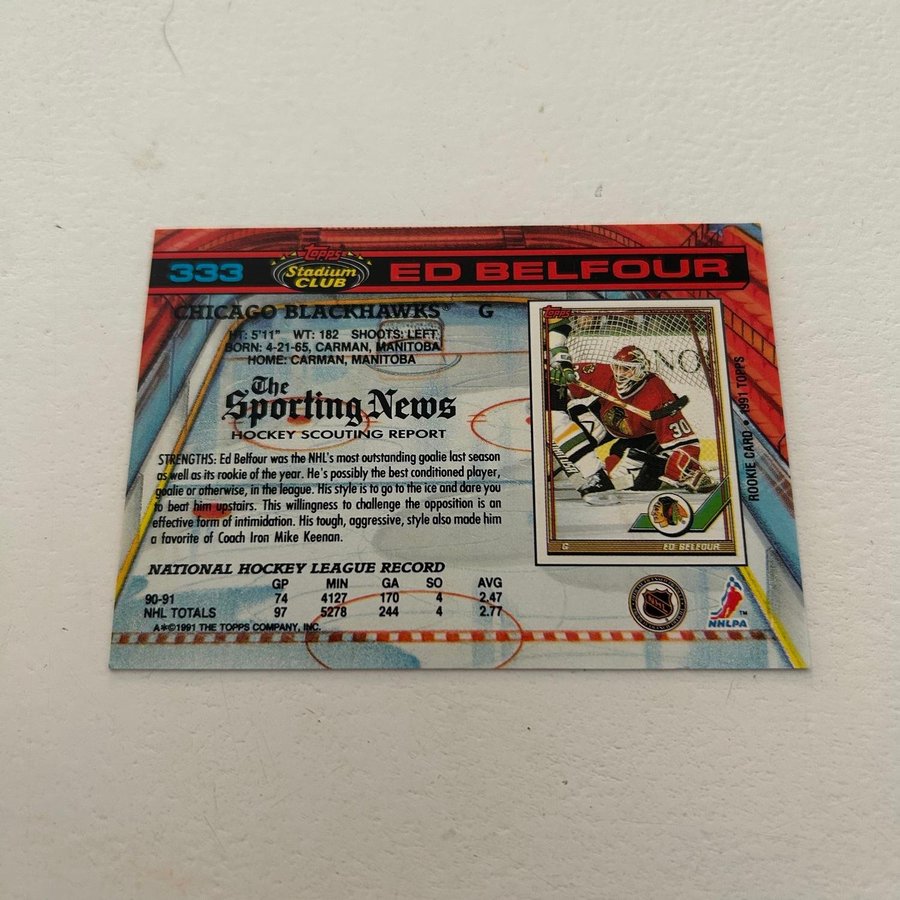 333 Topps Stadium CLUB ED BELFOUR
CHICAGO BLACKHAWKS® G
HT: 5'11" WT: 182 SHOOTS: LEFT
BORN: 4-21-65, CARMAN, MANITOBA
HOME: CARMAN, MANITOBA
The
Sporting News
HOCKEY SCOUTING REPORT
STRENGTHS: Ed Belfour was the NHL's most outstanding goalie last season
as well as its rookie of the year. He's possibly the best conditioned player,
goalie or otherwise, in the league. His style is to go to the ice and dare you
to beat him upstairs. This willingness to challenge the opposition is an
effective form of intimidation. His tough, aggressive, style also made him
a favorite of Coach Iron Mike Keenan.
NATIONAL HOCKEY LEAGUE RECORD
GP MIN GA SO AVG
90-91 74 4127 170 4 2.47
NHL TOTALS 97 5278 244 4 2.77
A*©1991 THE TOPPS COMPANY, INC.
Topps
NO
30
G ED BELFOUR
ROOKIE CARD • 1991 TOPPS
NHL
NHLPA